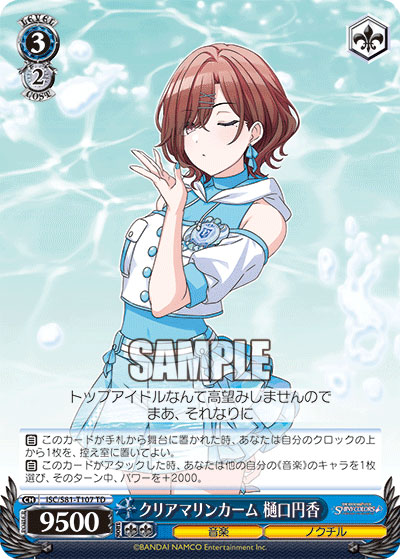 LEVEL
3
2
COST
SAMPLE
トップアイドルなんて高望みしませんので
まあ、それなりに
自 このカードが手札から舞台に置かれた時、あなたは自分のクロックの上か
ら1枚を、控え室に置いてよい。
自 このカードがアタックした時、あなたは他の自分の《音楽》のキャラを1枚
選び、そのターン中、パワーを+2000。
ISC/S81-T107 TD
クリアマリンカーム 樋口円香
SHINYCOLORS
9500
音楽
ノクチル
©BANDAI NAMCO Entertainment Inc.